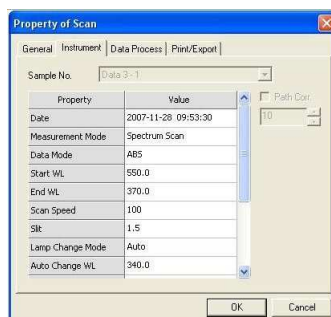 Property of Scan
General Instrument Data Process Print/Export
Sample No. Data 3 - 1
Property Value Path Corr.
Date 2007-11-28 09:53:30 10
Measurement Mode Spectrum Scan
Data Mode ABS
Start WL 550.0
End WL 370.0
Scan Speed 100
Slit 1.5
Lamp Change Mode Auto
Auto Change WL 340.0
OK Cancel